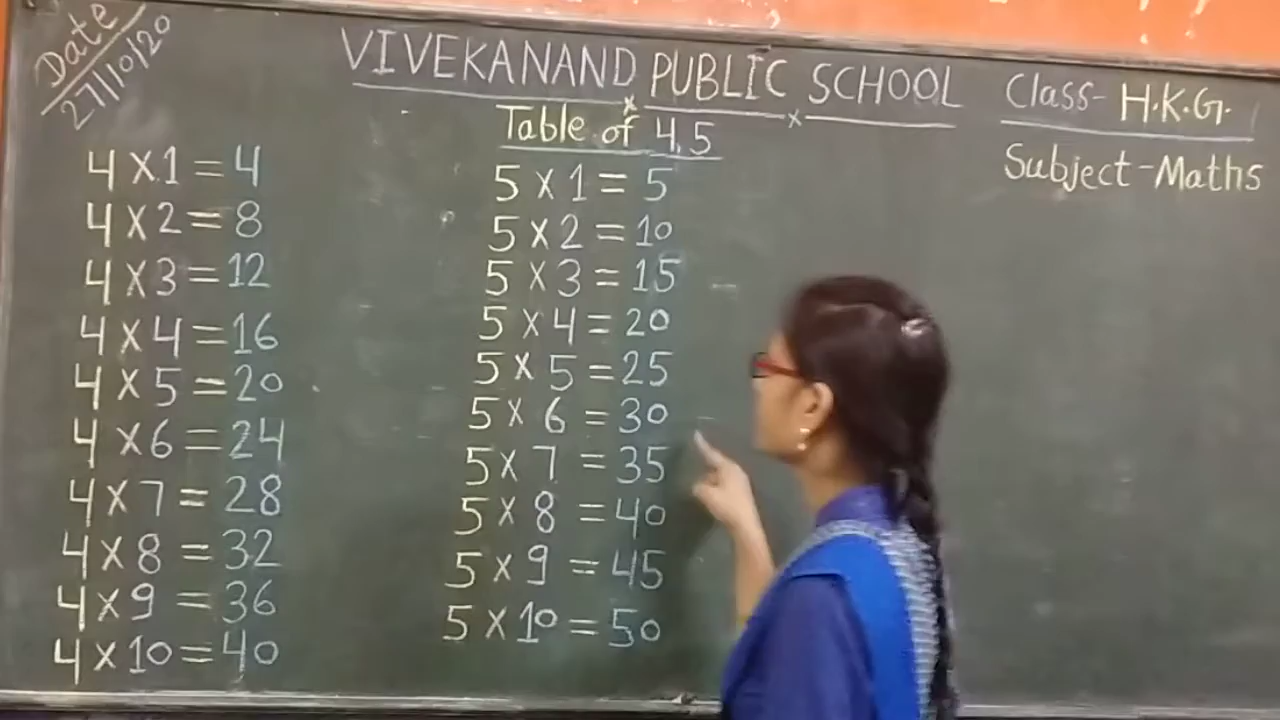 Date
27/10/20
VIVEKANAND PUBLIC SCHOOL
Class- H.K.G.
Subject-Maths
Table of 4,5
4 X 1 = 4
4 X 2 = 8
4 X 3 = 12
4 X 4 = 16
4 X 5 = 20
4 X 6 = 24
4 X 7 = 28
4 X 8 = 32
4 X 9 = 36
4 X 10 = 40
5 X 1 = 5
5 X 2 = 10
5 X 3 = 15
5 X 4 = 20
5 X 5 = 25
5 X 6 = 30
5 X 7 = 35
5 X 8 = 40
5 X 9 = 45
5 X 10 = 50